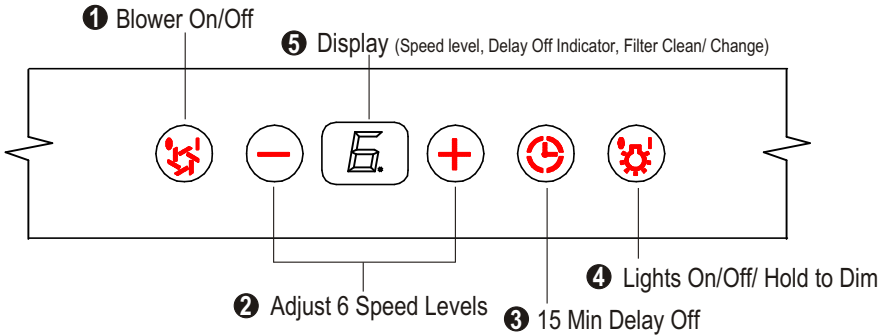 ❶ Blower On/Off
❺ Display (Speed level, Delay Off Indicator, Filter Clean/ Change)
6.
❹ Lights On/Off/ Hold to Dim
❷ Adjust 6 Speed Levels
❸ 15 Min Delay Off